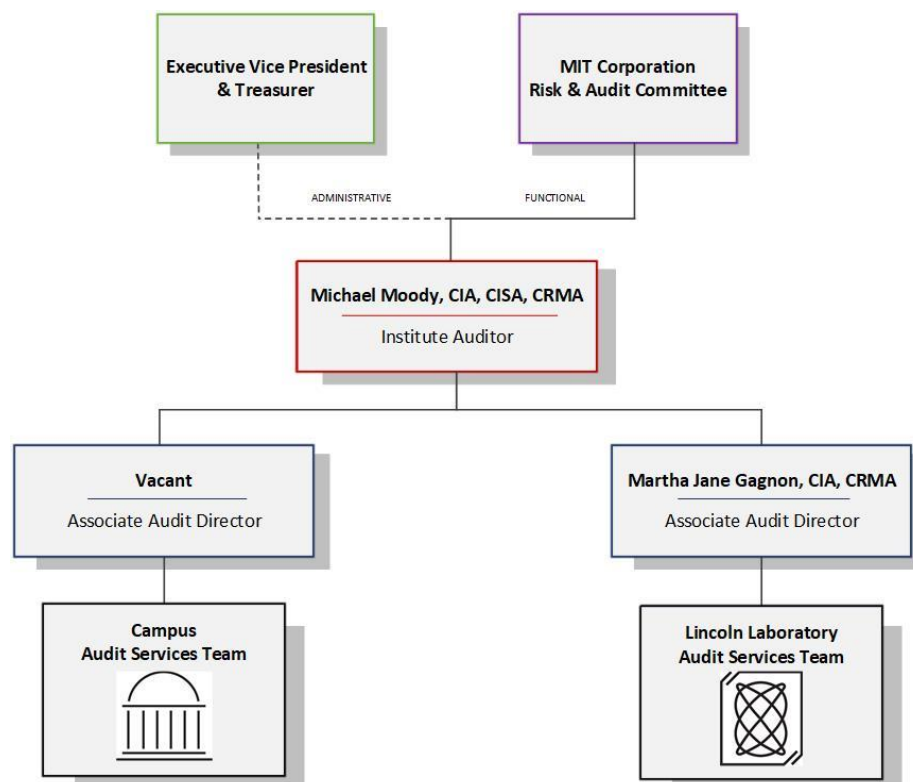 Executive Vice President
& Treasurer
MIT Corporation
Risk & Audit Committee
ADMINISTRATIVE
FUNCTIONAL
Michael Moody, CIA, CISA, CRMA
Institute Auditor
Vacant
Associate Audit Director
Martha Jane Gagnon, CIA, CRMA
Associate Audit Director
Campus
Audit Services Team
Lincoln Laboratory
Audit Services Team